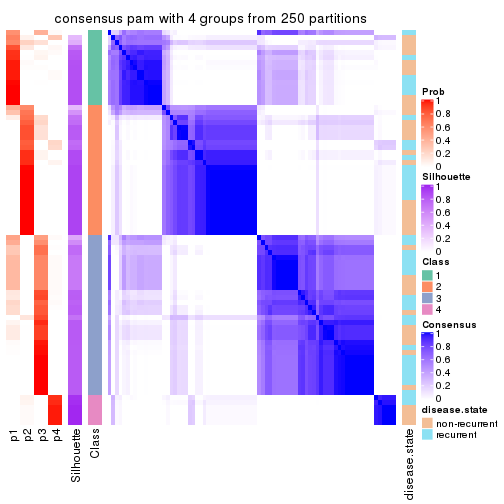 consensus pam with 4 groups from 250 partitions
Prob
1
0.8
0.6
0.4
0.2
0
Silhouette
1
0.8
0.6
0.4
0.2
0
Class
1
2
3
4
Consensus
1
0.8
0.6
0.4
0.2
0
disease.state
non-recurrent
recurrent
p1
p2
p3
p4
Silhouette
Class
disease.state